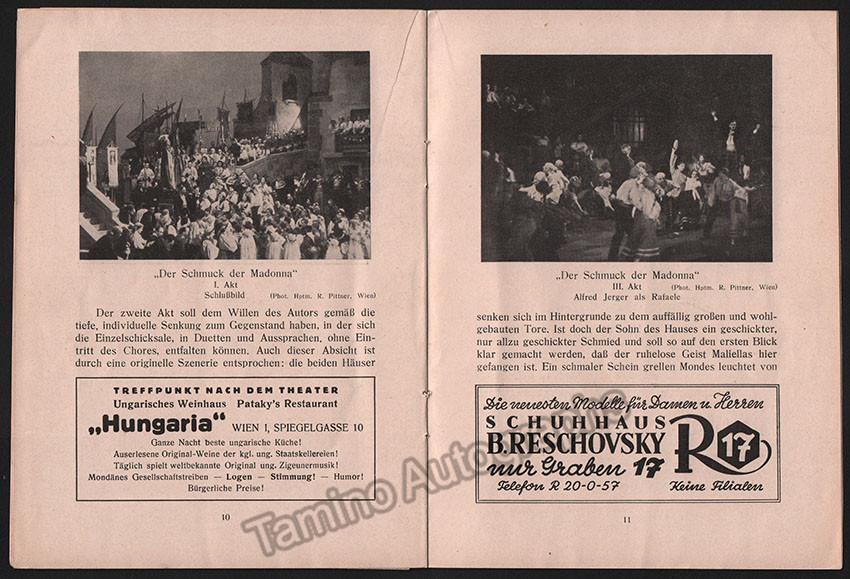 „Der Schmuck der Madonna"
I. Akt
Schlußbild (Phot. Hptm. R. Pittner, Wien)
Der zweite Akt soll dem Willen des Autors gemäß die
tiefe, individuelle Senkung zum Gegenstand haben, in der sich
die Einzelschicksale, in Duetten und Aussprachen, ohne Ein-
tritt des Chores, entfalten können. Auch dieser Absicht ist
durch eine originelle Szenerie entsprochen: die beiden Häuser
TREFFPUNKT NACH DEM THEATER
Ungarisches Weinhaus Pataky's Restaurant
„Hungaria" WIEN I, SPIEGELGASSE 10
Ganze Nacht beste ungarische Küche!
Auserlesene Original-Weine der kgl. ung. Staatskellereien!
Täglich spielt weltbekannte Original ung. Zigeunermusik!
Mondänes Gesellschaftstreiben — Logen — Stimmung! — Humor!
Bürgerliche Preise!
10
„Der Schmuck der Madonna"
III. Akt (Phot. Hptm. R. Pittner, Wien)
Alfred Jerger als Rafaele
senken sich im Hintergrunde zu dem auffällig großen und wohl-
gebauten Tore. Ist doch der Sohn des Hauses ein geschickter,
nur allzu geschickter Schmied und soll so auf den ersten Blick
klar gemacht werden, daß der ruhelose Geist Maliellas hier
gefangen ist. Ein schmaler Schein grellen Mondes leuchtet von
Die neuesten Modelle für Damen u. Herren
SCHUHHAUS
B. RESCHOVSKY
nur Graben 17
R 17
Telefon R 20-0-57 Keine Filialen
11
Tamino Autographs